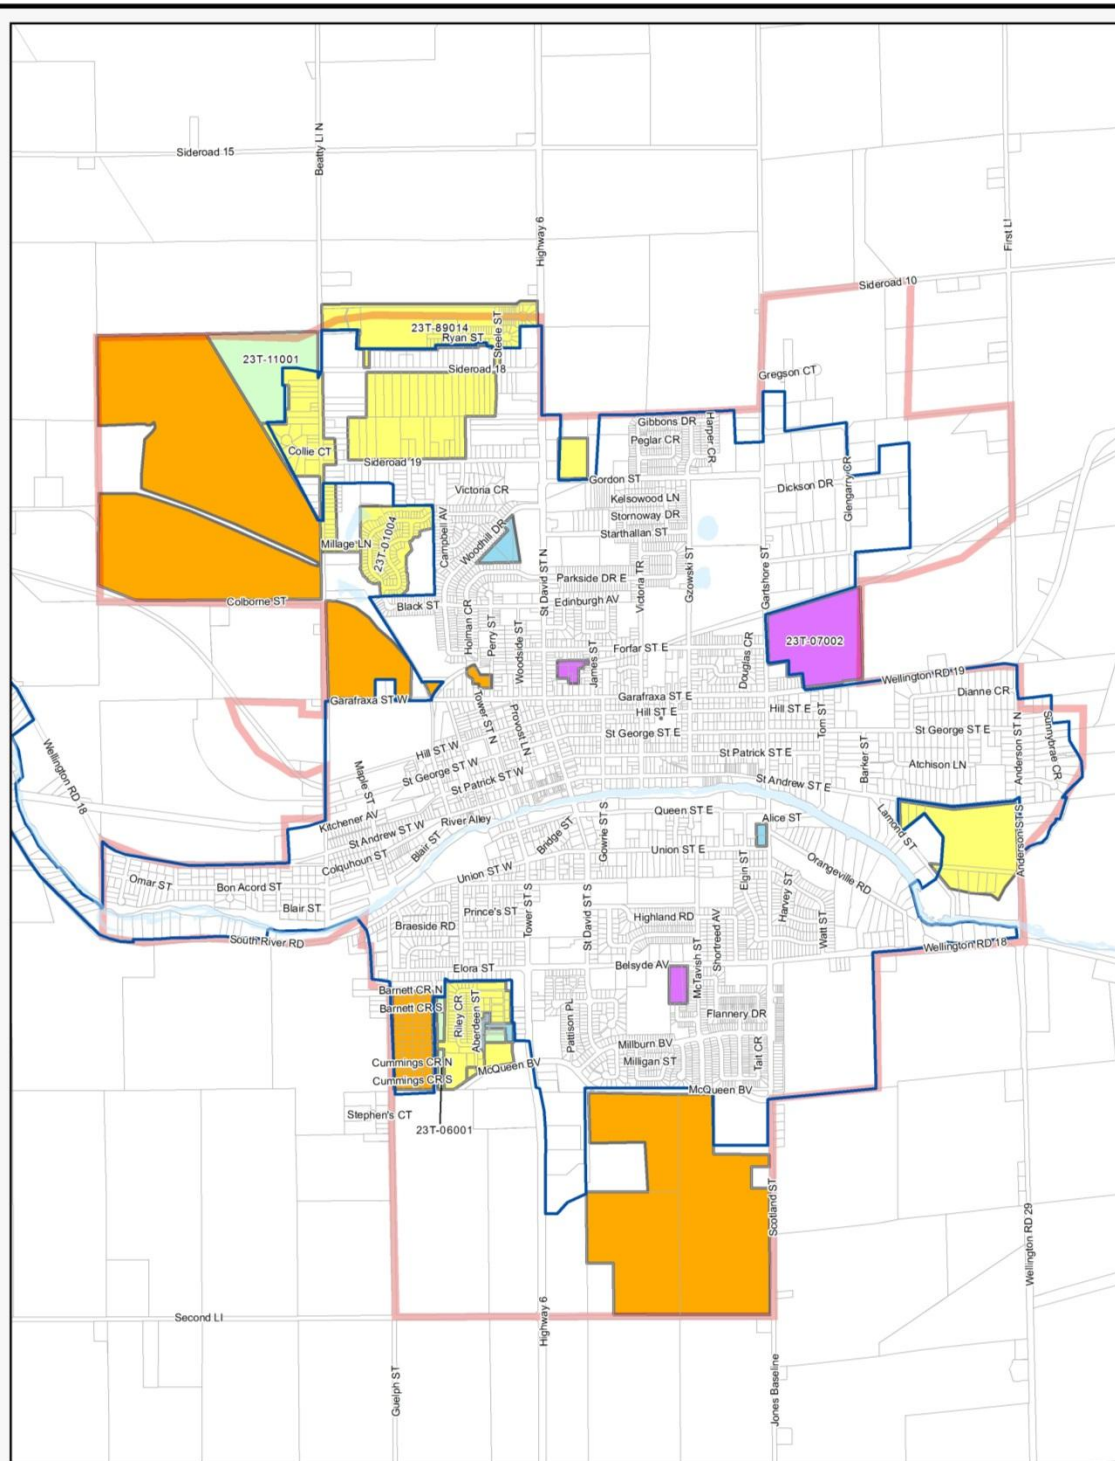 Sideroad 15
Beatty LI N
Highway 6
First LI
Sideroad 10
23T-89014
Ryan ST
Steele ST
23T-11001
Sideroad 18
Gregson CT
Gibbons DR
Harper CR
Peglar CR
Collie CT
Sideroad 19
Gordon ST
Victoria CR
Dickson DR
Glengarry CR
Kelsowood LN
Stornoway DR
Starthallan ST
Campbell AV
Woodhill DR
Millage LN
23T-01004
St David ST N
Parkside DR E
Victoria TR
Gzowski ST
Gartshore ST
Edinburgh AV
Colborne ST
Black ST
Holman CR
Perry ST
Woodside ST
James ST
Forfar ST E
Douglas CR
23T-07002
Wellington RD 19
Garafraxa ST W
Tower ST N
Provost LN
Garafraxa ST E
Hill ST E
Hill ST E
Tom ST
Dianne CR
St George ST E
St George ST E
Anderson ST N
Sunnybrae CR
Hill ST W
St George ST W
St Patrick ST W
St Patrick ST E
Barker ST
Atchison LN
Wellington RD 18
Maple ST
St Andrew ST E
Kitchener AV
St Andrew ST W
River Alley
Queen ST E
Alice ST
Lamond ST
Anderson ST S
Colquhoun ST
Blair ST
Bridge ST
Gowrie ST S
Union ST W
Union ST E
Elgin ST
Orangeville RD
Omar ST
Bon Acord ST
Blair ST
Prince's ST
Tower ST S
St David ST S
Highland RD
Shortreed AV
Harvey ST
Watt ST
Braeside RD
South River RD
Wellington RD 18
Elora ST
Belsyde AV
McTavish ST
Barnett CR N
Barnett CR S
Riley CR
Aberdeen ST
Pattison PL
Flannery DR
Cummings CR N
Cummings CR S
McQueen BV
Millburn BV
Milligan ST
Tait CR
McQueen BV
Stephen's CT
23T-06001
Scotland ST
Wellington RD 29
Second LI
Highway 6
Guelph ST
Jones Baseline